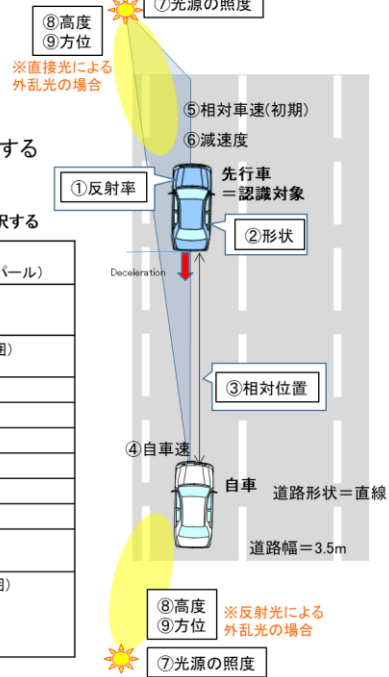 ⑦光源の照度
⑧高度
⑨方位
※直接光による
外乱光の場合
する
⑤相対車速(初期)
⑥減速度
①反射率
先行車
＝認識対象
②形状
Deceleration
③相対位置
④自車速
自車
道路形状＝直線
道路幅＝3.5m
⑧高度
⑨方位
※反射光による
外乱光の場合
⑦光源の照度